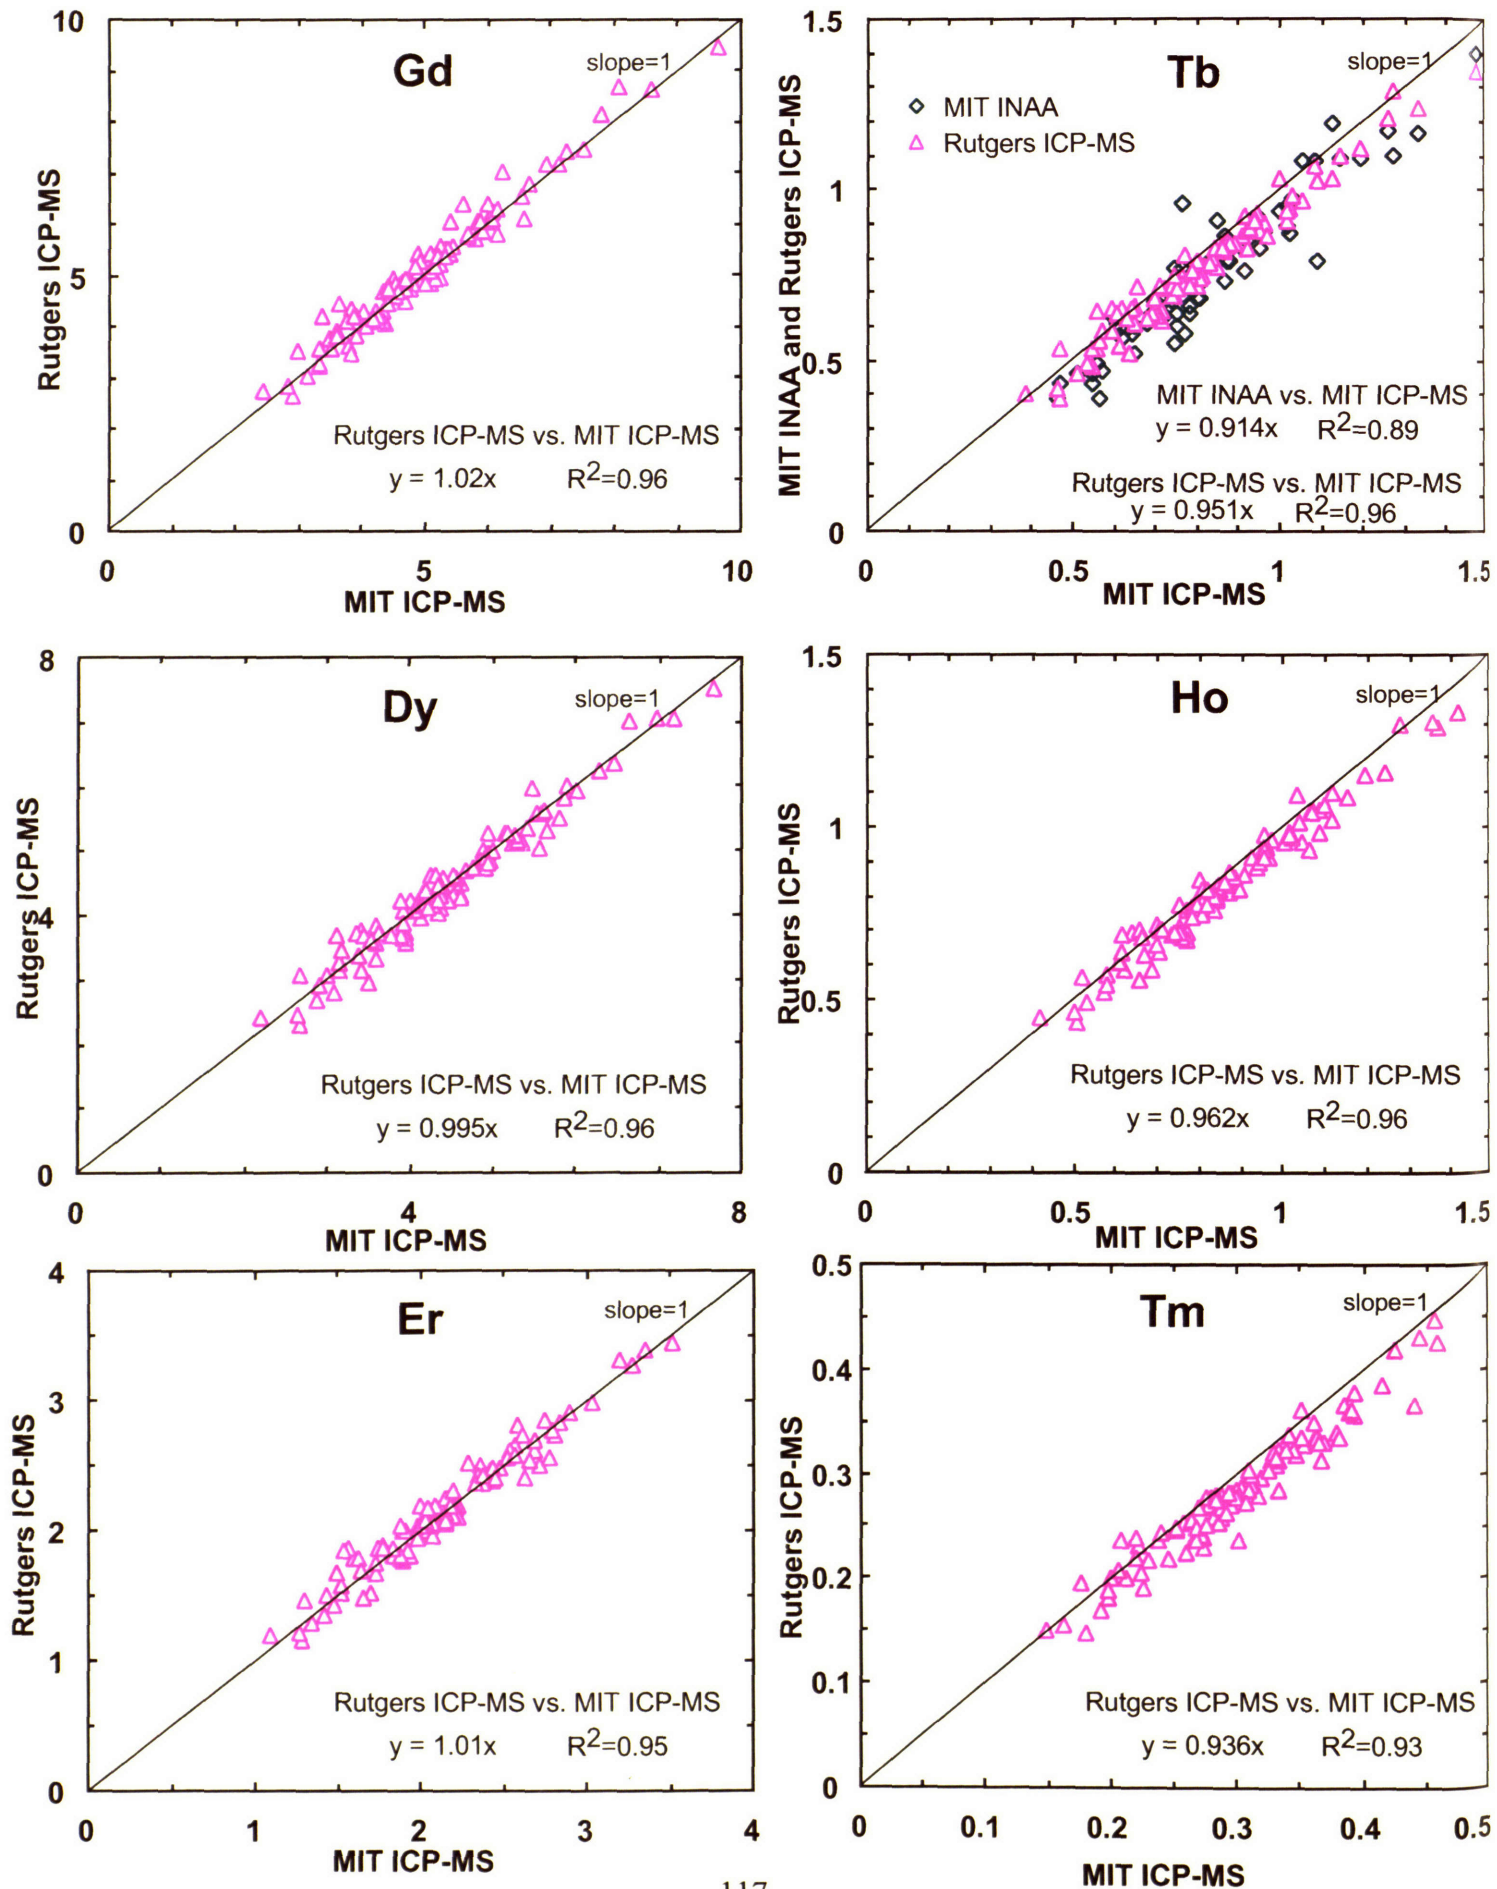 10
Gd
slope=1
Rutgers ICP-MS
5
Rutgers ICP-MS vs. MIT ICP-MS
y = 1.02x R2=0.96
0
0 5 10
MIT ICP-MS
1.5
Tb
slope=1
MIT INAA
Rutgers ICP-MS
MIT INAA and Rutgers ICP-MS
1
0.5
MIT INAA vs. MIT ICP-MS
y = 0.914x R2=0.89
Rutgers ICP-MS vs. MIT ICP-MS
y = 0.951x R2=0.96
0
0 0.5 1 1.5
MIT ICP-MS
8
Dy
slope=1
Rutgers ICP-MS
4
Rutgers ICP-MS vs. MIT ICP-MS
y = 0.995x R2=0.96
0
0 4 8
MIT ICP-MS
1.5
Ho
slope=1
Rutgers ICP-MS
1
0.5
Rutgers ICP-MS vs. MIT ICP-MS
y = 0.962x R2=0.96
0
0 0.5 1 1.5
MIT ICP-MS
4
Er
slope=1
3
Rutgers ICP-MS
2
1
Rutgers ICP-MS vs. MIT ICP-MS
y = 1.01x R2=0.95
0
0 1 2 3 4
MIT ICP-MS
0.5
Tm
slope=1
0.4
Rutgers ICP-MS
0.3
0.2
0.1
Rutgers ICP-MS vs. MIT ICP-MS
y = 0.936x R2=0.93
0
0 0.1 0.2 0.3 0.4 0.5
MIT ICP-MS
117